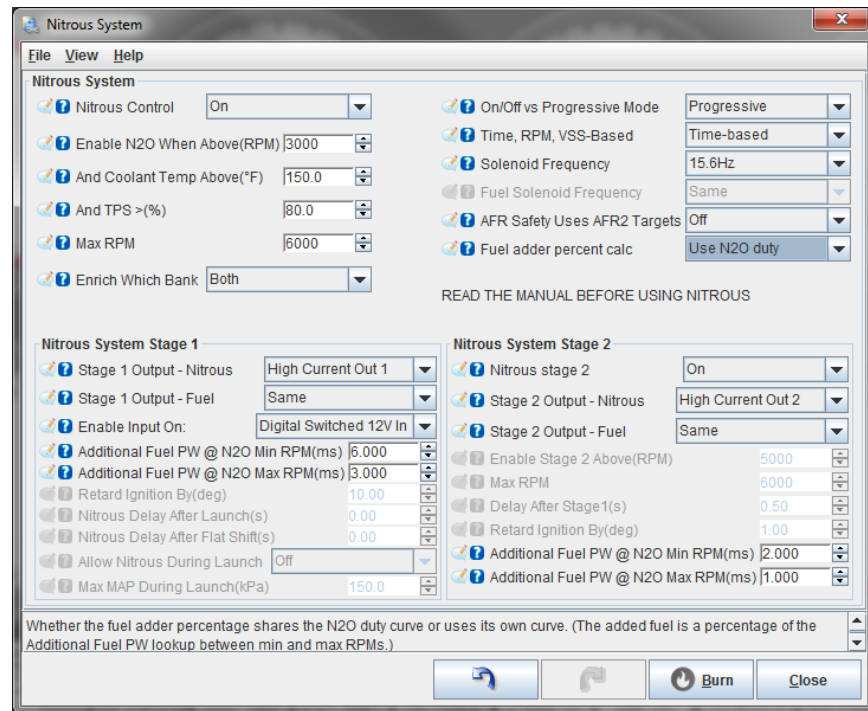 Nitrous System
File View Help
Nitrous System
Nitrous Control On
Enable N2O When Above(RPM) 3000
And Coolant Temp Above(°F) 150.0
And TPS >(%) 80.0
Max RPM 6000
Enrich Which Bank Both
On/Off vs Progressive Mode Progressive
Time, RPM, VSS-Based Time-based
Solenoid Frequency 15.6Hz
Fuel Solenoid Frequency Same
AFR Safety Uses AFR2 Targets Off
Fuel adder percent calc Use N2O duty
READ THE MANUAL BEFORE USING NITROUS
Nitrous System Stage 1
Stage 1 Output - Nitrous High Current Out 1
Stage 1 Output - Fuel Same
Enable Input On: Digital Switched 12V In
Additional Fuel PW @ N2O Min RPM(ms) 6.000
Additional Fuel PW @ N2O Max RPM(ms) 3.000
Retard Ignition By(deg) 10.00
Nitrous Delay After Launch(s) 0.00
Nitrous Delay After Flat Shift(s) 0.00
Allow Nitrous During Launch Off
Max MAP During Launch(kPa) 150.0
Nitrous System Stage 2
Nitrous stage 2 On
Stage 2 Output - Nitrous High Current Out 2
Stage 2 Output - Fuel Same
Enable Stage 2 Above(RPM) 5000
Max RPM 6000
Delay After Stage1(s) 0.50
Retard Ignition By(deg) 1.00
Additional Fuel PW @ N2O Min RPM(ms) 2.000
Additional Fuel PW @ N2O Max RPM(ms) 1.000
Whether the fuel adder percentage shares the N2O duty curve or uses its own curve. (The added fuel is a percentage of the
Additional Fuel PW lookup between min and max RPMs.)
Burn Close